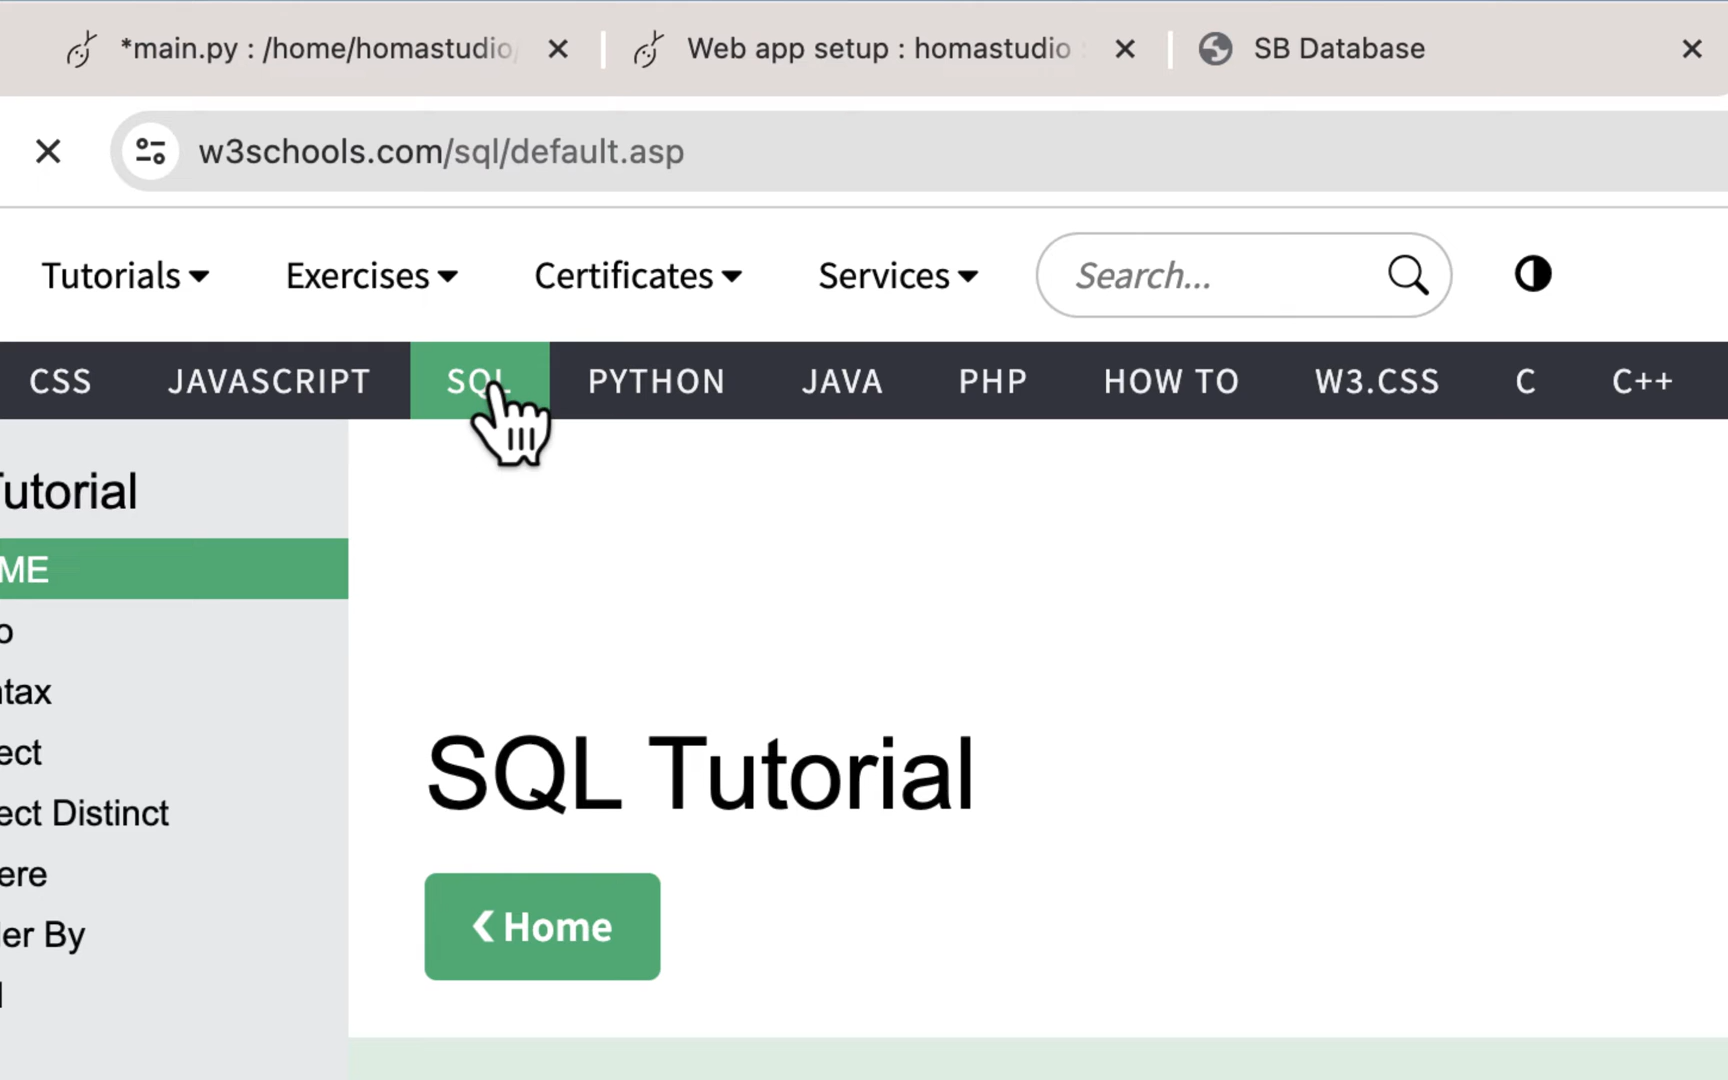 *main.py : /home/homastudio/
Web app setup : homastudio
SB Database
w3schools.com/sql/default.asp
Tutorials
Exercises
Certificates
Services
Search...
CSS
JAVASCRIPT
SQL
PYTHON
JAVA
PHP
HOW TO
W3.CSS
C
C++
utorial
ME
o
tax
ect
ect Distinct
ere
er By
SQL Tutorial
❮ Home